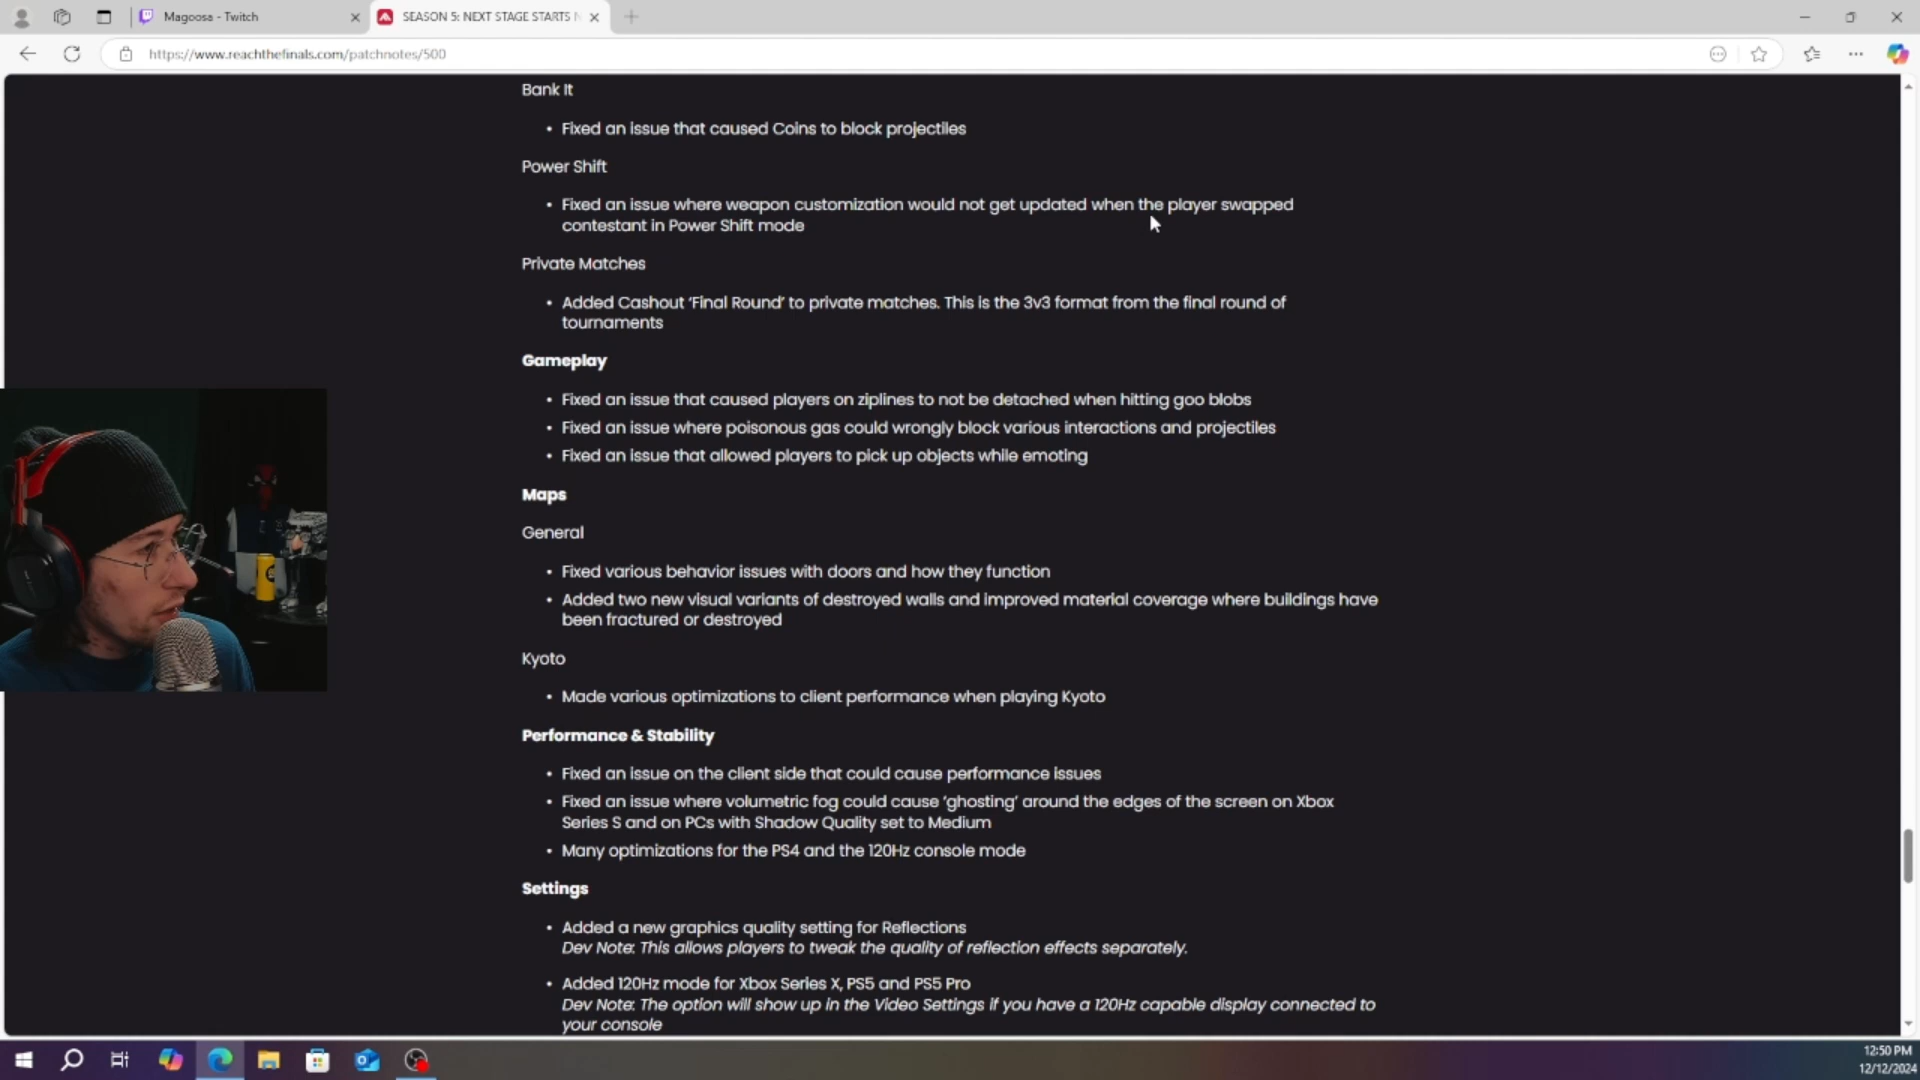 Magoosa - Twitch
SEASON 5: NEXT STAGE STARTS
https://www.reachthefinals.com/patchnotes/500
Bank It
• Fixed an issue that caused Coins to block projectiles
Power Shift
• Fixed an issue where weapon customization would not get updated when the player swapped
contestant in Power Shift mode
Private Matches
• Added Cashout ‘Final Round’ to private matches. This is the 3v3 format from the final round of
tournaments
Gameplay
• Fixed an issue that caused players on ziplines to not be detached when hitting goo blobs
• Fixed an issue where poisonous gas could wrongly block various interactions and projectiles
• Fixed an issue that allowed players to pick up objects while emoting
Maps
General
• Fixed various behavior issues with doors and how they function
• Added two new visual variants of destroyed walls and improved material coverage where buildings have
been fractured or destroyed
Kyoto
• Made various optimizations to client performance when playing Kyoto
Performance & Stability
• Fixed an issue on the client side that could cause performance issues
• Fixed an issue where volumetric fog could cause ‘ghosting’ around the edges of the screen on Xbox
Series S and on PCs with Shadow Quality set to Medium
• Many optimizations for the PS4 and the 120Hz console mode
Settings
• Added a new graphics quality setting for Reflections
Dev Note: This allows players to tweak the quality of reflection effects separately.
• Added 120Hz mode for Xbox Series X, PS5 and PS5 Pro
Dev Note: The option will show up in the Video Settings if you have a 120Hz capable display connected to
your console
12:50 PM
12/12/2024